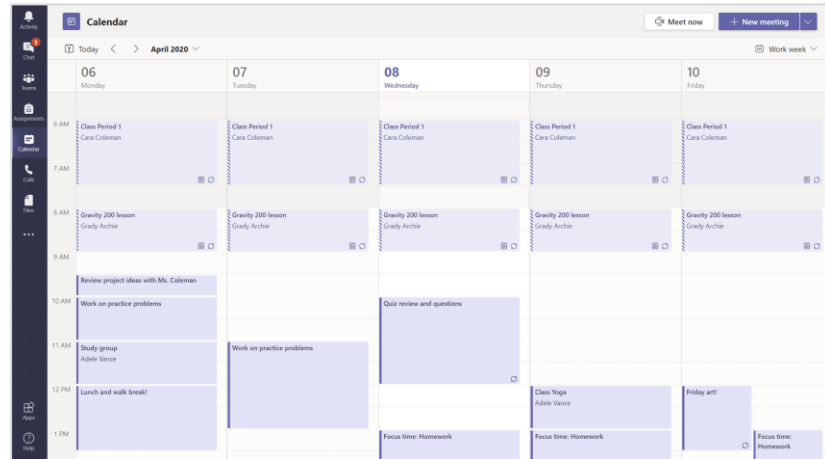 Activity
Chat
1
Teams
Assignments
Calendar
Calls
Files
Apps
Help
Calendar
Meet now
+ New meeting
Today
April 2020
Work week
06
Monday
07
Tuesday
08
Wednesday
09
Thursday
10
Friday
6 AM
7 AM
8 AM
9 AM
10 AM
11 AM
12 PM
1 PM
Class Period 1
Cara Coleman
Gravity 200 lesson
Grady Archie
Review project ideas with Ms. Coleman
Work on practice problems
Study group
Adele Vance
Lunch and walk break!
Class Period 1
Cara Coleman
Gravity 200 lesson
Grady Archie
Work on practice problems
Class Period 1
Cara Coleman
Gravity 200 lesson
Grady Archie
Quiz review and questions
Focus time: Homework
Class Period 1
Cara Coleman
Gravity 200 lesson
Grady Archie
Class Yoga
Adele Vance
Focus time: Homework
Class Period 1
Cara Coleman
Gravity 200 lesson
Grady Archie
Friday art!
Focus time:
Homework